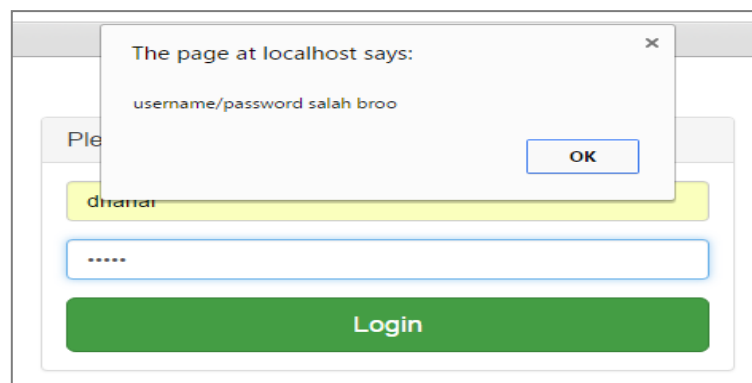 The page at localhost says:
username/password salah broo
OK
Ple
•••••
Login